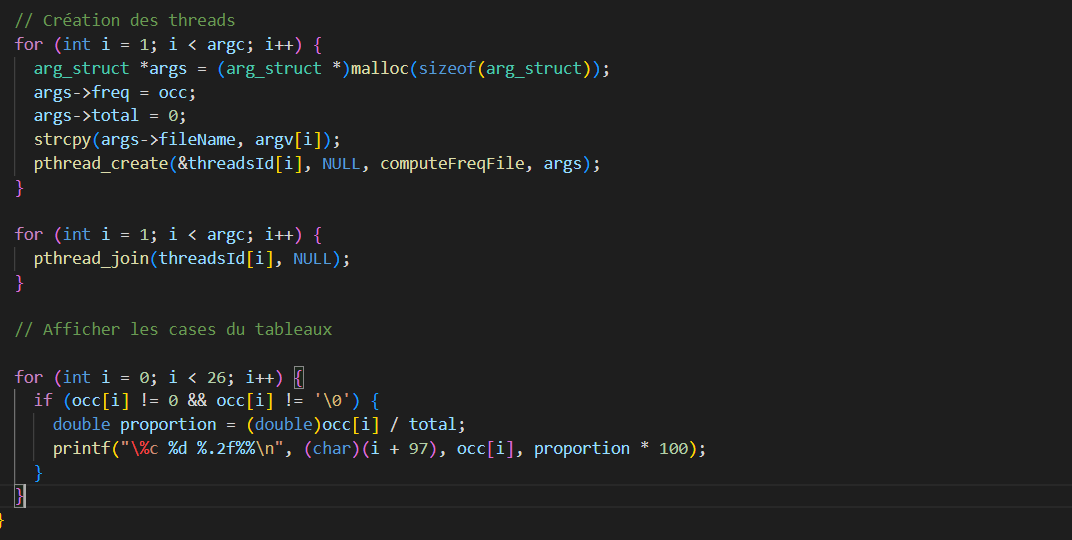 // Création des threads
for (int i = 1; i < argc; i++) {
  arg_struct *args = (arg_struct *)malloc(sizeof(arg_struct));
  args->freq = occ;
  args->total = 0;
  strcpy(args->fileName, argv[i]);
  pthread_create(&threadsId[i], NULL, computeFreqFile, args);
}

for (int i = 1; i < argc; i++) {
  pthread_join(threadsId[i], NULL);
}

// Afficher les cases du tableaux

for (int i = 0; i < 26; i++) {
  if (occ[i] != 0 && occ[i] != '\0') {
    double proportion = (double)occ[i] / total;
    printf("\%c %d %.2f%%\n", (char)(i + 97), occ[i], proportion * 100);
  }
}
}